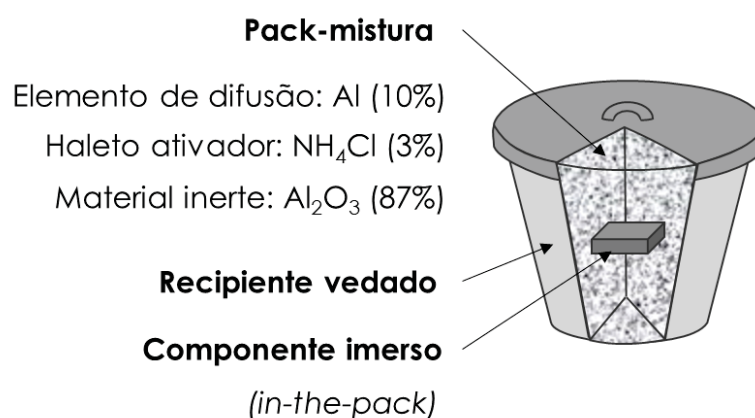 Pack-mistura
Elemento de difusão: Al (10%)
Haleto ativador: NH₄Cl (3%)
Material inerte: Al₂O₃ (87%)
Recipiente vedado
Componente imerso
(in-the-pack)